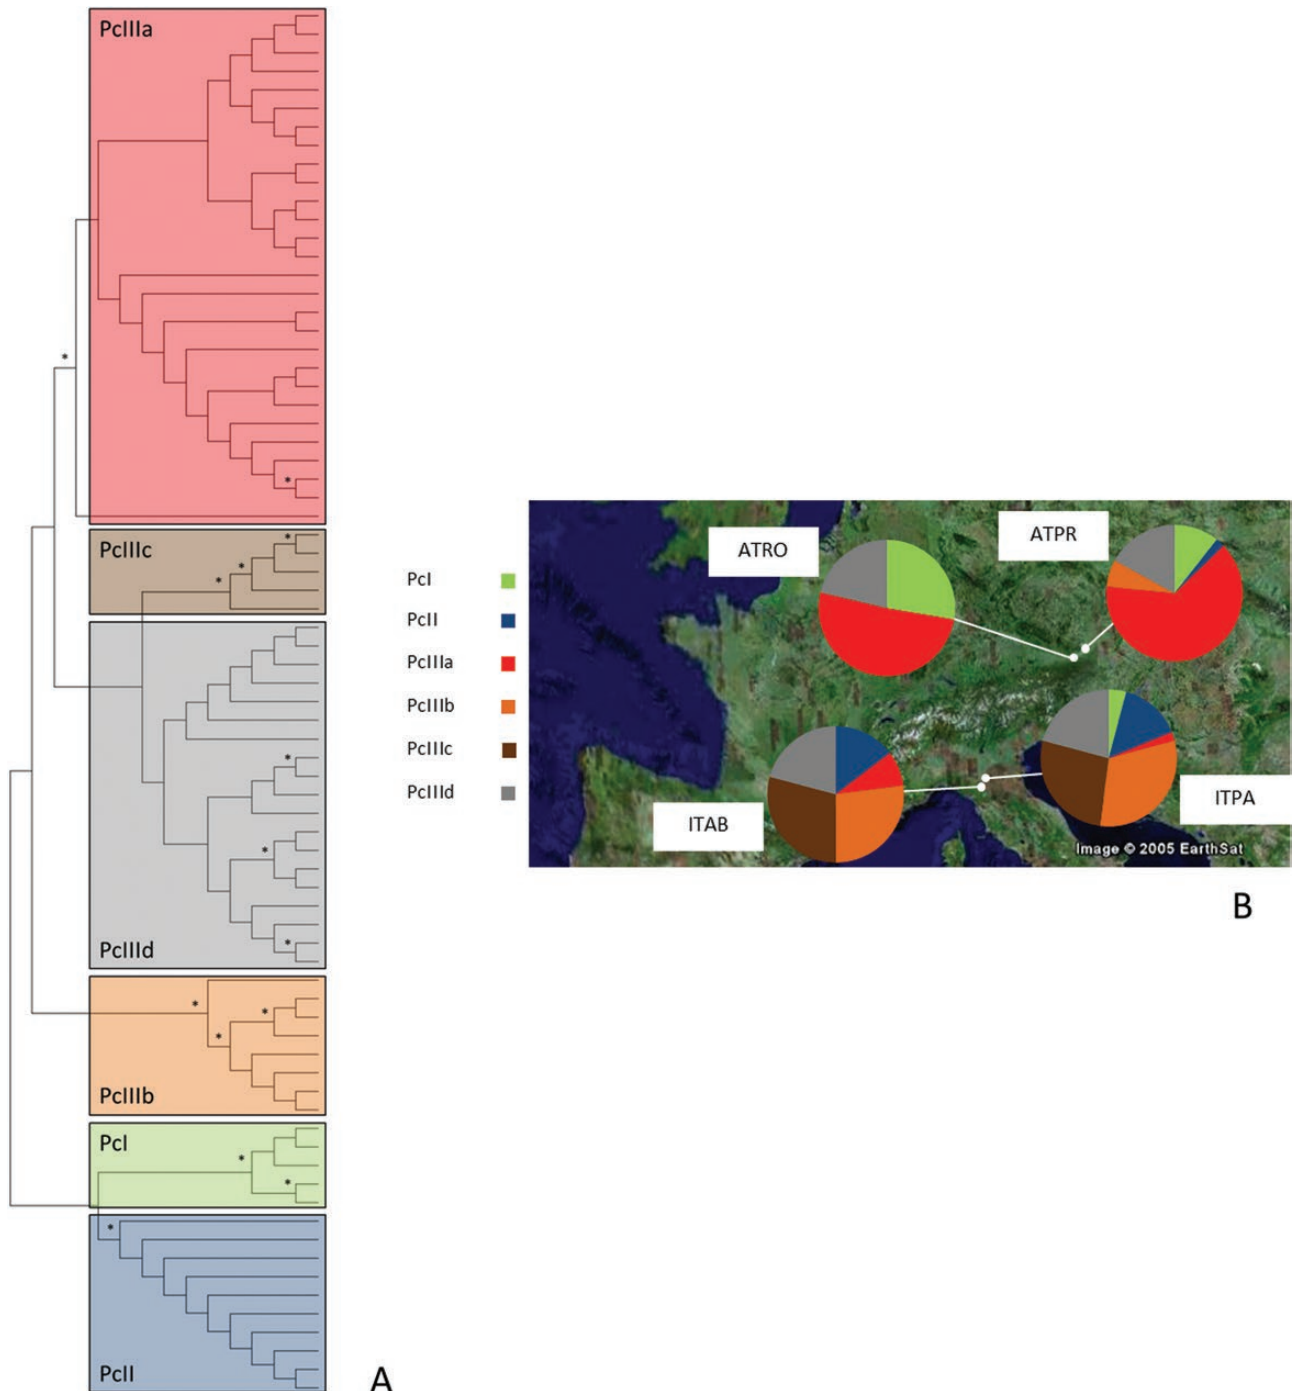 PcIIIa
*
*
PcIIIc
*
*
*
*
*
*
PcIIId
*
*
*
*
PcIIIb
PcI
*
*
*
PcII
A
PcI
PcII
PcIIIa
PcIIIb
PcIIIc
PcIIId
ATRO
ATPR
ITAB
ITPA
Image © 2005 EarthSat
B